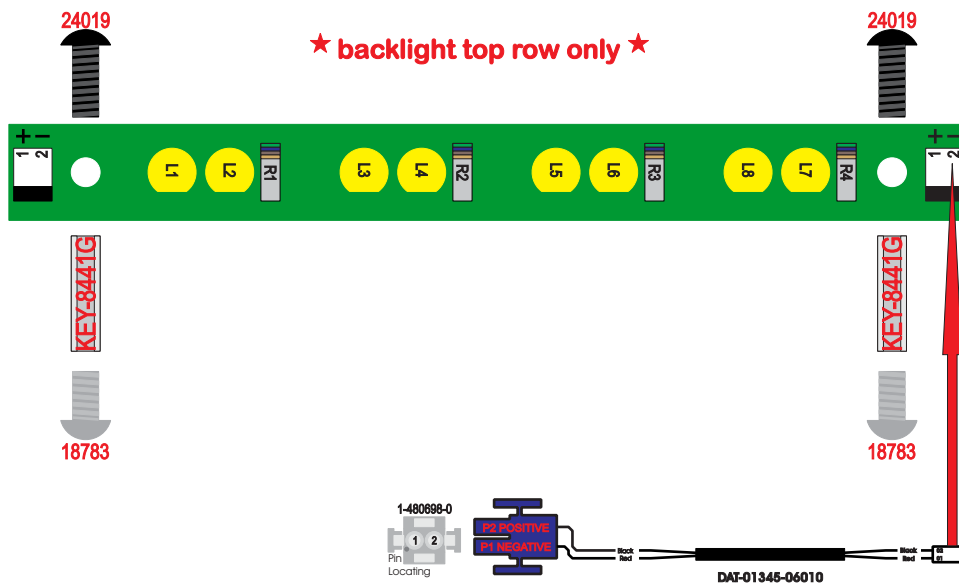 24019
24019
★ backlight top row only ★
+ −
1 2
L1 L2 R1 L3 L4 R2 L5 L6 R3 L8 L7 R4
+ −
1 2
KEY-8441G
KEY-8441G
18783
18783
1-480698-0
1 2
Pin
Locating
P2 POSITIVE
P1 NEGATIVE
Black
Red
Black
Red
02
01
DAT-01345-06010